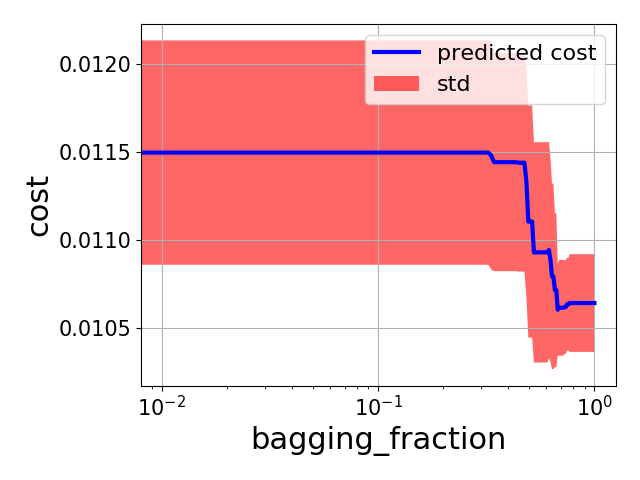 predicted cost
std
0.0120
0.0115
0.0110
0.0105
cost
10^{-2}
10^{-1}
10^{0}
bagging_fraction